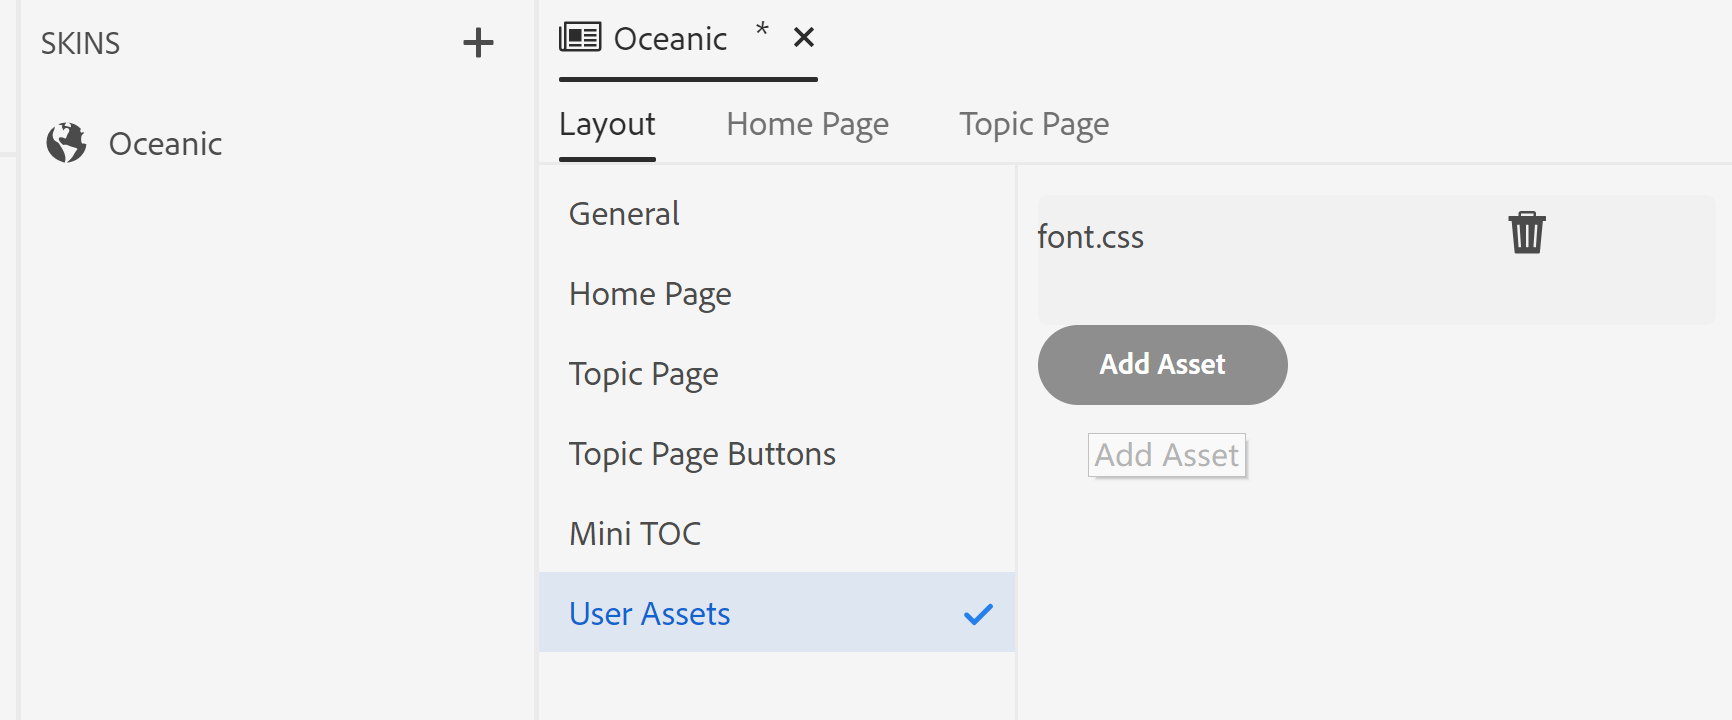 SKINS
Oceanic
Oceanic *
Layout Home Page Topic Page
General
Home Page
Topic Page
Topic Page Buttons
Mini TOC
User Assets
font.css
Add Asset
Add Asset